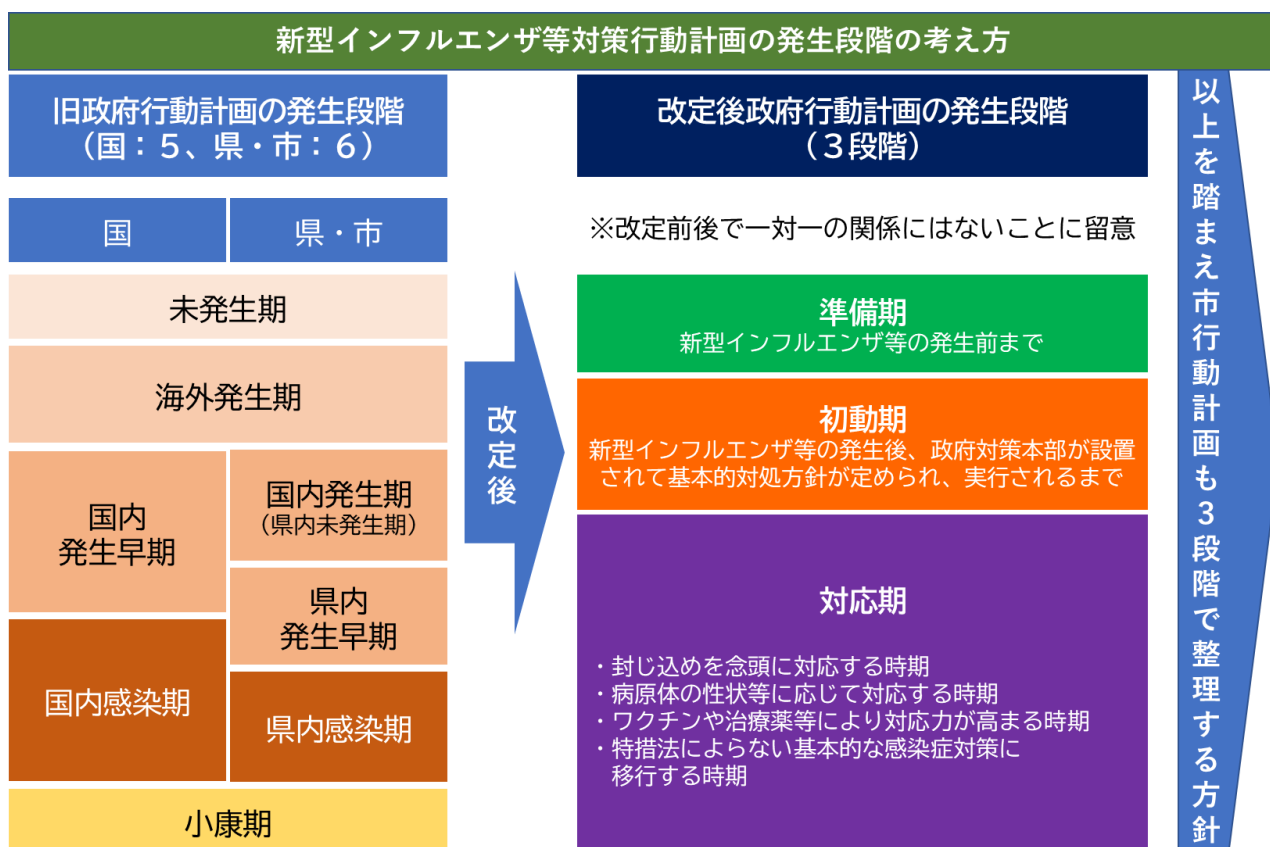 新型インフルエンザ等対策行動計画の発生段階の考え方
旧政府行動計画の発生段階
（国：５、県・市：６）
国
県・市
未発生期
海外発生期
国内
発生早期
国内感染期
国内発生期
（県内未発生期）
県内
発生早期
県内感染期
小康期
改定後
改定後政府行動計画の発生段階
（３段階）
※改定前後で一対一の関係にはないことに留意
準備期
新型インフルエンザ等の発生前まで
初動期
新型インフルエンザ等の発生後、政府対策本部が設置
されて基本的対処方針が定められ、実行されるまで
対応期
・封じ込めを念頭に対応する時期
・病原体の性状等に応じて対応する時期
・ワクチンや治療薬等により対応力が高まる時期
・特措法によらない基本的な感染症対策に
移行する時期
以上を踏まえ市行動計画も３段階で整理する方針